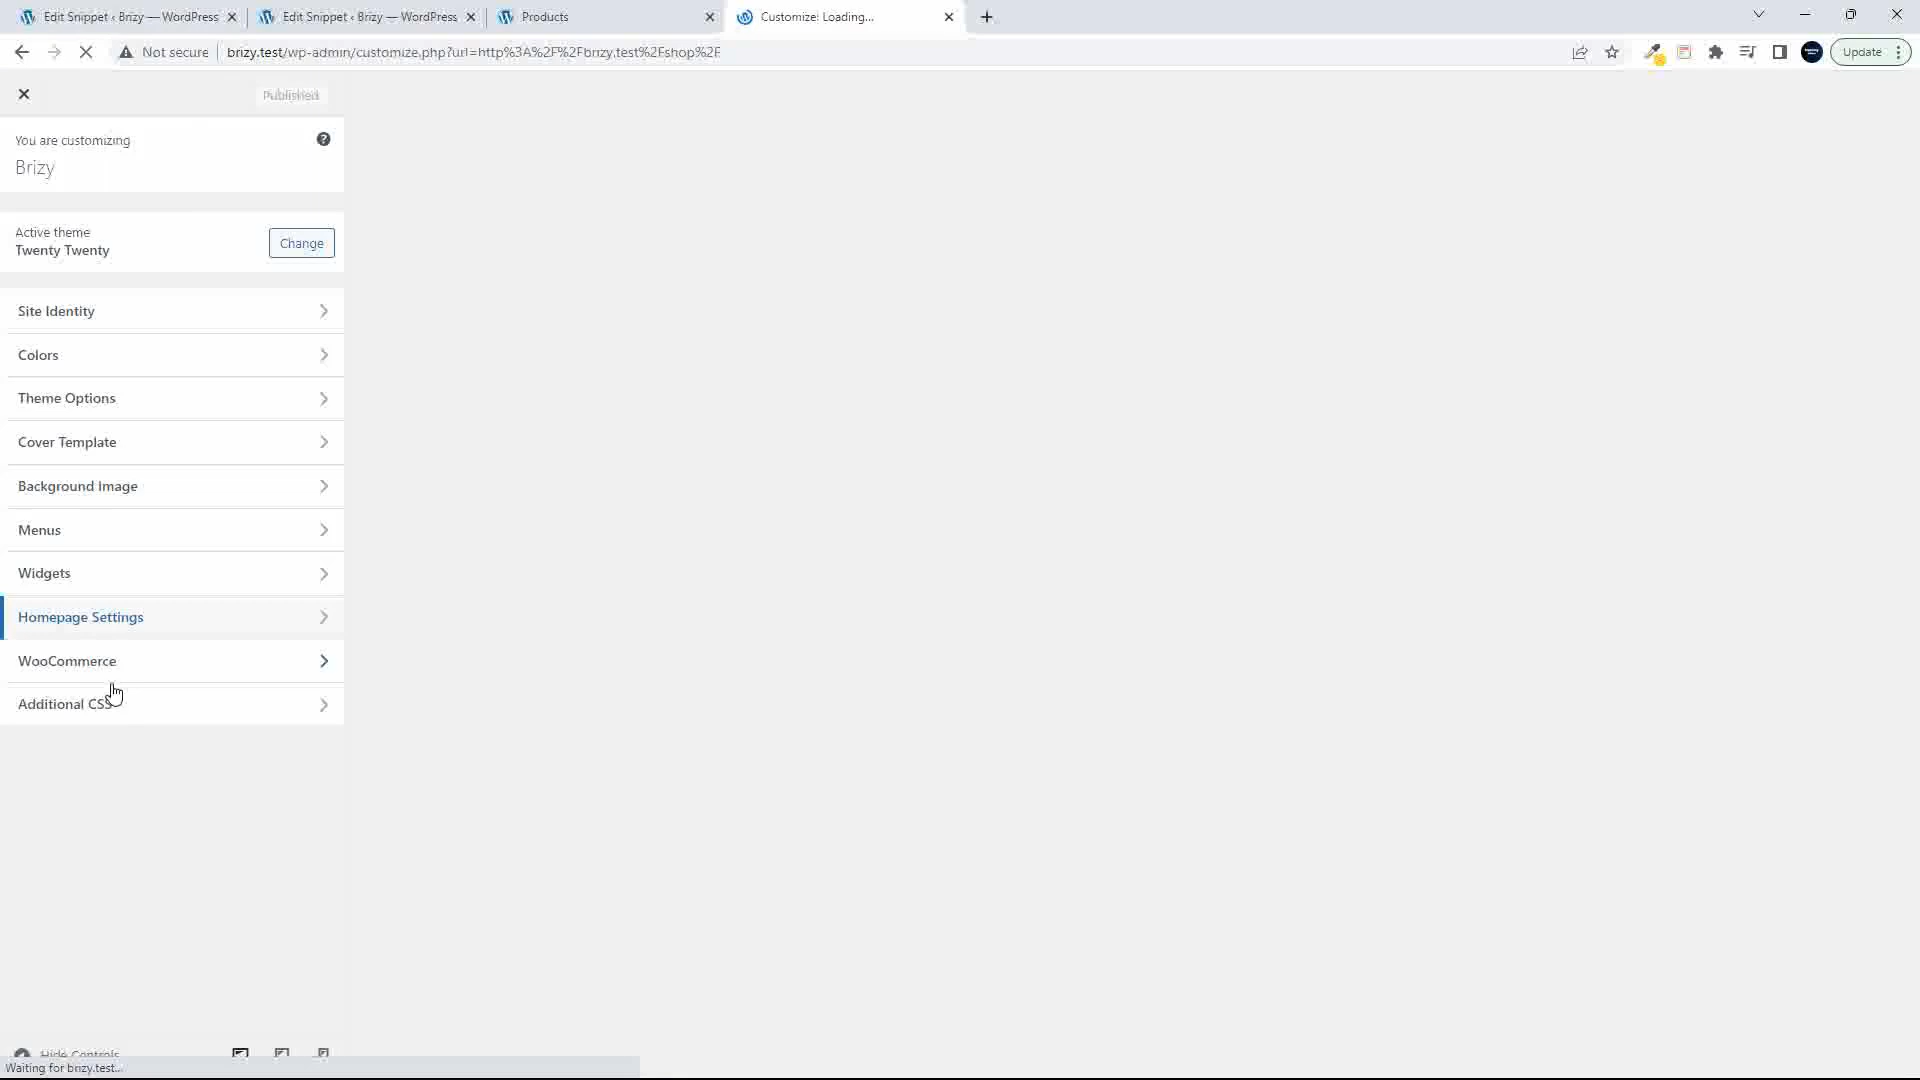 Edit Snippet ‹ Brizy — WordPress
Edit Snippet ‹ Brizy — WordPress
Products
Customize: Loading...
Not secure
brizy.test/wp-admin/customize.php?url=http%3A%2F%2Fbrizy.test%2Fshop%2F
Update
Published
You are customizing
Brizy
Active theme
Twenty Twenty
Change
Site Identity
Colors
Theme Options
Cover Template
Background Image
Menus
Widgets
Homepage Settings
WooCommerce
Additional CSS
Hide Controls
Waiting for brizy.test...